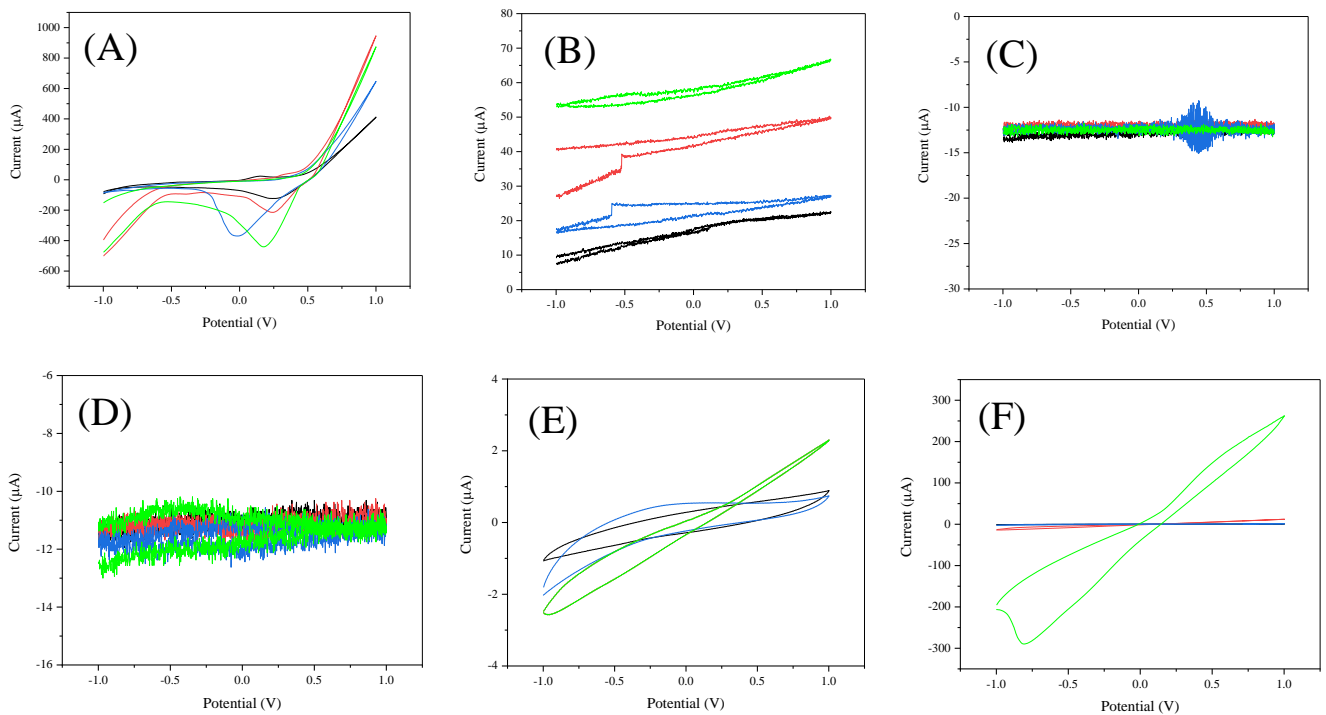 (A)
1000
800
600
400
200
0
-200
-400
-600
-1.0 -0.5 0.0 0.5 1.0
Current (μA)
Potential (V)
(B)
80
70
60
50
40
30
20
10
0
-1.0 -0.5 0.0 0.5 1.0
Current (μA)
Potential (V)
(C)
0
-5
-10
-15
-20
-25
-30
-1.0 -0.5 0.0 0.5 1.0
Current (μA)
Potential (V)
(D)
-6
-8
-10
-12
-14
-16
-1.0 -0.5 0.0 0.5 1.0
Current (μA)
Potential (V)
(E)
4
2
0
-2
-4
-1.0 -0.5 0.0 0.5 1.0
Current (μA)
Potential (V)
(F)
300
250
200
150
100
50
0
-50
-100
-150
-200
-250
-300
-1.0 -0.5 0.0 0.5 1.0
Current (μA)
Potential (V)